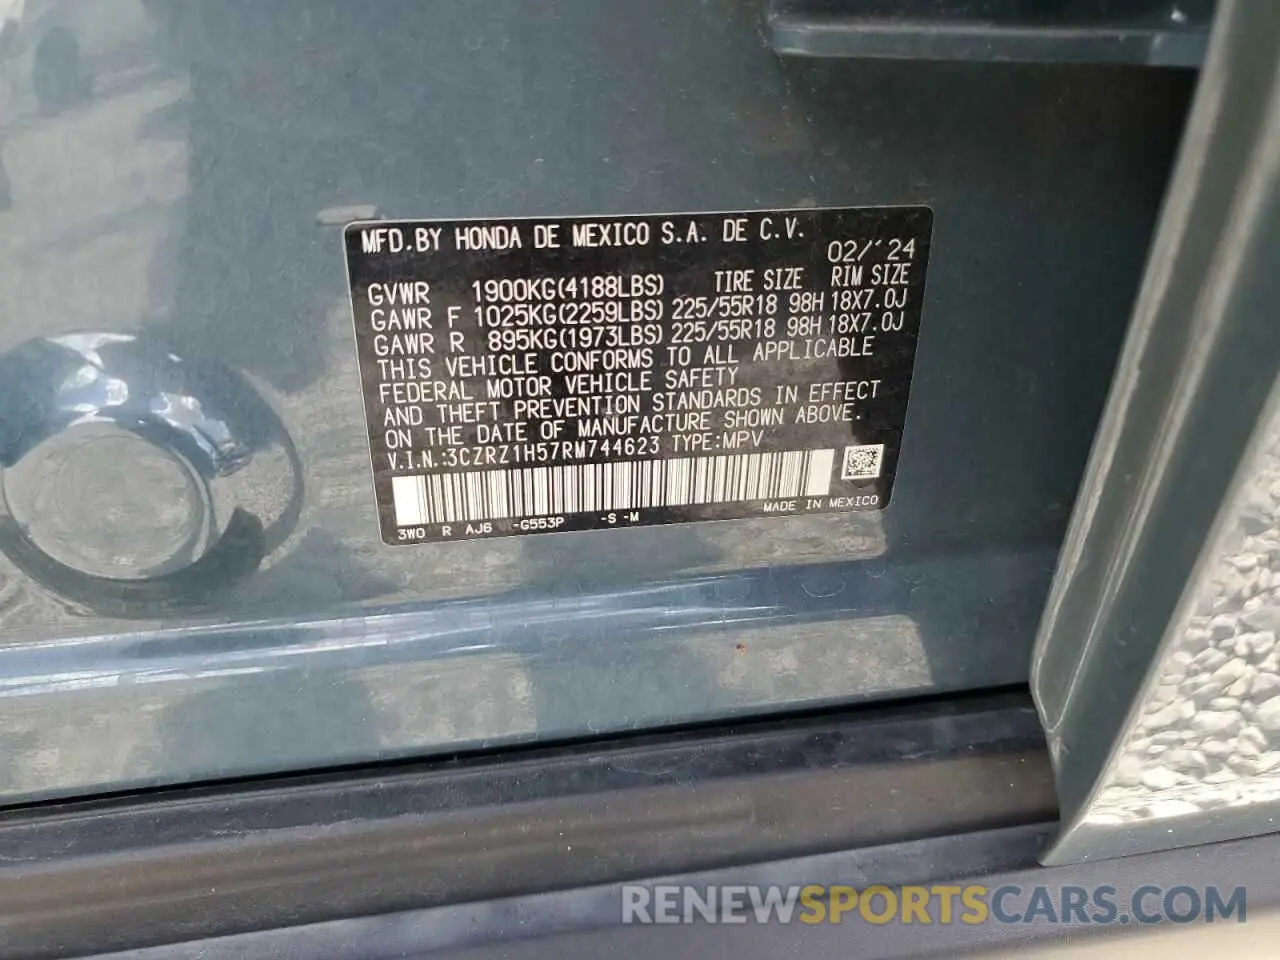 MFD.BY HONDA DE MEXICO S.A. DE C.V.
02/'24
GVWR 1900KG(4188LBS) TIRE SIZE RIM SIZE
GAWR F 1025KG(2259LBS) 225/55R18 98H 18X7.0J
GAWR R 895KG(1973LBS) 225/55R18 98H 18X7.0J
THIS VEHICLE CONFORMS TO ALL APPLICABLE
FEDERAL MOTOR VEHICLE SAFETY
AND THEFT PREVENTION STANDARDS IN EFFECT
ON THE DATE OF MANUFACTURE SHOWN ABOVE.
V.I.N.:3CZRZ1H57RM744623 TYPE:MPV
MADE IN MEXICO
3WO R AJ6 -G553P -S -M
RENEWSPORTSCARS.COM